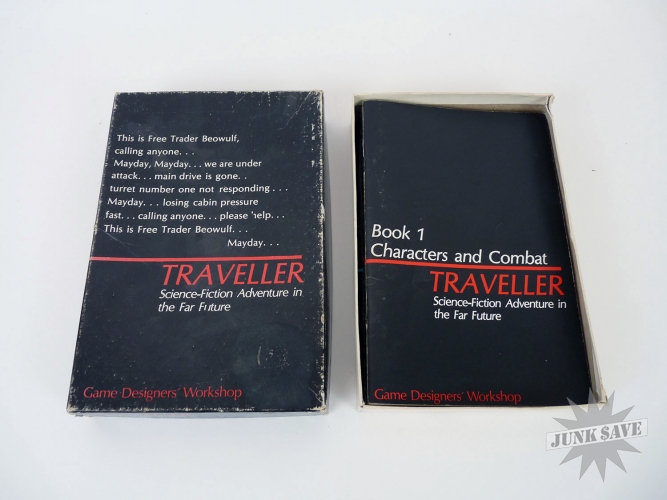 This is Free Trader Beowulf,
calling anyone. . .
Mayday, Mayday. . . we are under
attack. . . main drive is gone. .
turret number one not responding . . .
Mayday. . . losing cabin pressure
fast. . . calling anyone. . . please 'elp. . .
This is Free Trader Beowulf. . .
Mayday. . .
TRAVELLER
Science-Fiction Adventure in
the Far Future
Game Designers' Workshop
Book 1
Characters and Combat
TRAVELLER
Science-Fiction Adventure in
the Far Future
Game Designers' Workshop
JUNK SAVE